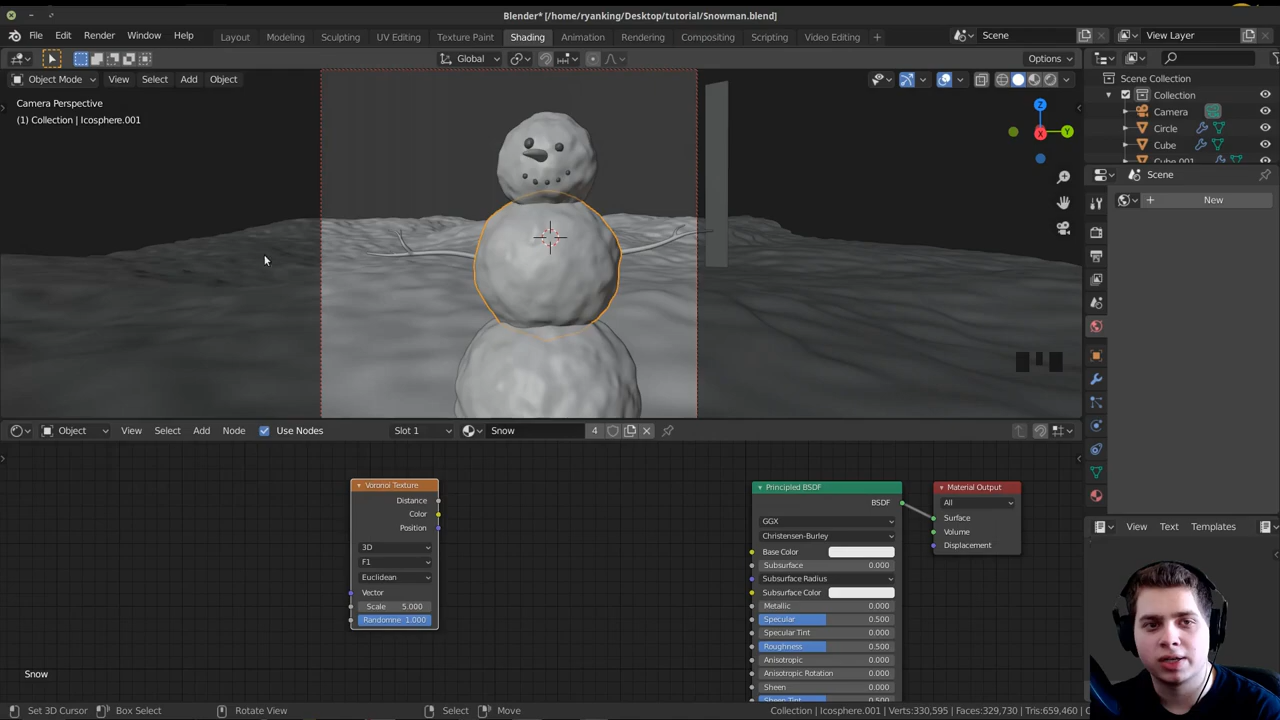 Blender* [/home/ryanking/Desktop/tutorial/Snowman.blend]
File Edit Render Window Help Layout Modeling Sculpting UV Editing Texture Paint Shading Animation Rendering Compositing Scripting Video Editing + Scene View Layer
Global Options
Object Mode View Select Add Object
Scene Collection
Collection
Camera
Circle
Cube
Cube.001
Camera Perspective
(1) Collection | Icosphere.001
Z
Y
X
Scene
New
Object View Select Add Node Use Nodes Slot 1 Snow 4
Voronoi Texture
Distance
Color
Position
3D
F1
Euclidean
Vector
Scale 5.000
Randomne 1.000
Principled BSDF
BSDF
GGX
Christensen-Burley
Base Color
Subsurface 0.000
Subsurface Radius
Subsurface Color
Metallic 0.000
Specular 0.500
Specular Tint 0.000
Roughness 0.500
Anisotropic 0.000
Anisotropic Rotation 0.000
Sheen 0.000
Sheen Tint 0.500
Material Output
All
Surface
Volume
Displacement
View Text Templates
Snow
Set 3D Cursor Box Select Rotate View Select Move Collection | Icosphere.001 | Verts:330,595 | Faces:329,730 | Tris:659,460